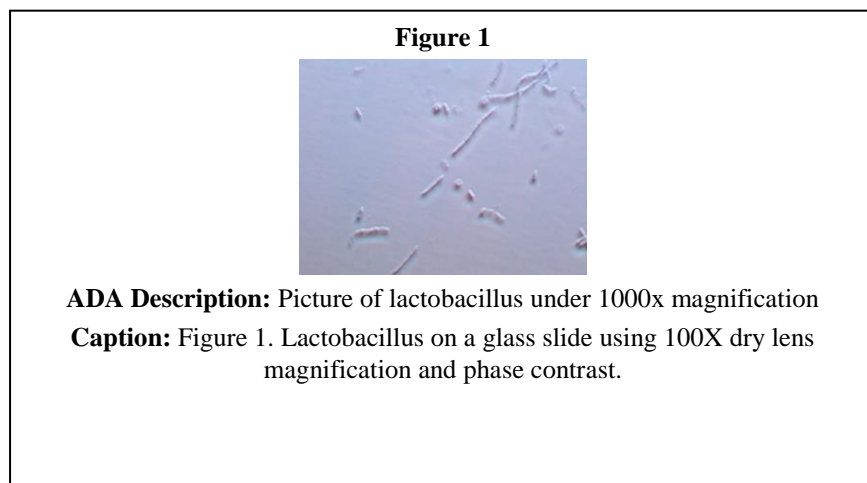 Figure 1
ADA Description: Picture of lactobacillus under 1000x magnification
Caption: Figure 1. Lactobacillus on a glass slide using 100X dry lens
magnification and phase contrast.